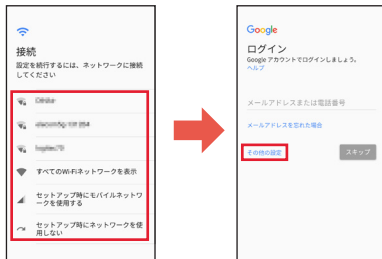 接続
設定を続行するには、ネットワークに接続
してください
すべてのWi-Fiネットワークを表示
セットアップ時にモバイルネットワ
ークを使用する
セットアップ時にネットワークを使
用しない
Google
ログイン
Google アカウントでログインしましょう。
ヘルプ
メールアドレスまたは電話番号
メールアドレスを忘れた場合
その他の設定
スキップ